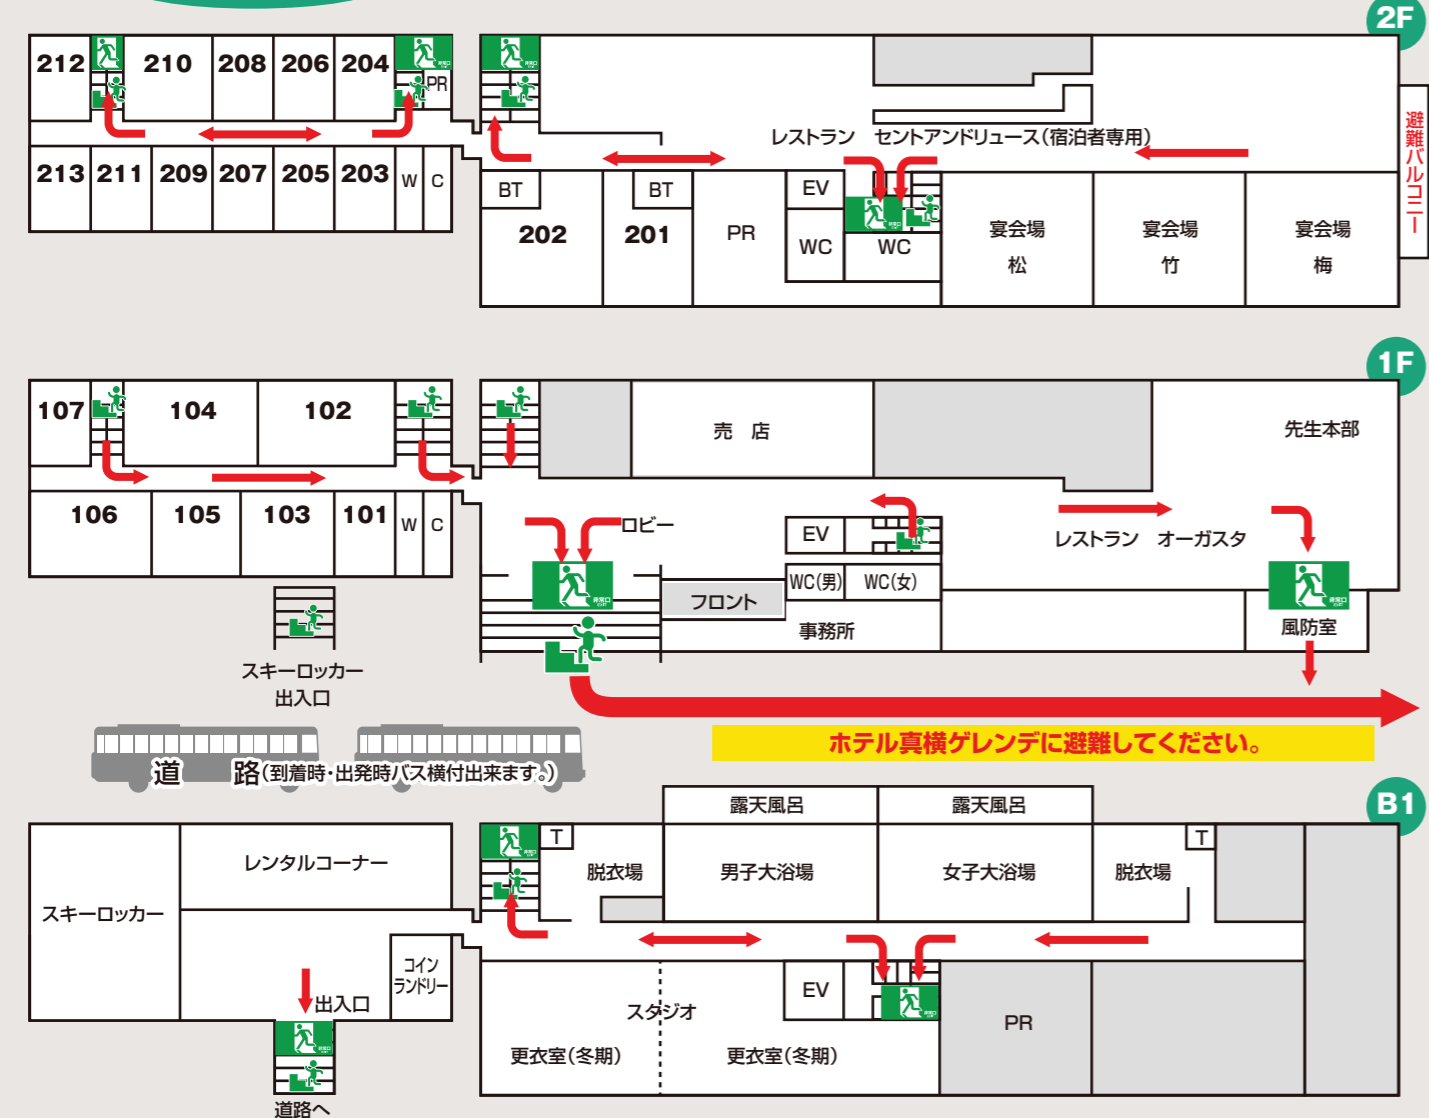 2F
212
210
208
206
204
PR
213
211
209
207
205
203
W
C
BT
202
BT
201
PR
EV
WC
WC
レストラン セントアンドリュース(宿泊者専用)
宴会場
松
宴会場
竹
宴会場
梅
避難バルコニー
1F
107
104
102
106
105
103
101
W
C
売 店
先生本部
ロビー
EV
WC(男)
WC(女)
フロント
事務所
レストラン オーガスタ
非常口
風防室
スキーロッカー
出入口
ホテル真横ゲレンデに避難してください。
道 路(到着時・出発時バス横付出来ます。)
B1
スキーロッカー
レンタルコーナー
コイン
ランドリー
出入口
道路へ
T
脱衣場
露天風呂
露天風呂
男子大浴場
女子大浴場
脱衣場
T
スタジオ
更衣室(冬期)
更衣室(冬期)
EV
PR